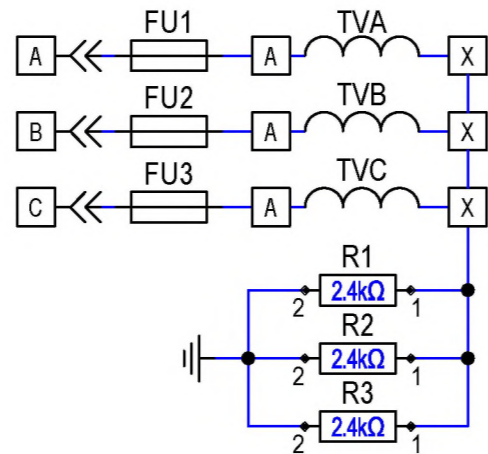 FU1 TVA
A A X
FU2 TVB
B A X
FU3 TVC
C A X
R1
2 2.4kΩ 1
R2
2 2.4kΩ 1
R3
2 2.4kΩ 1